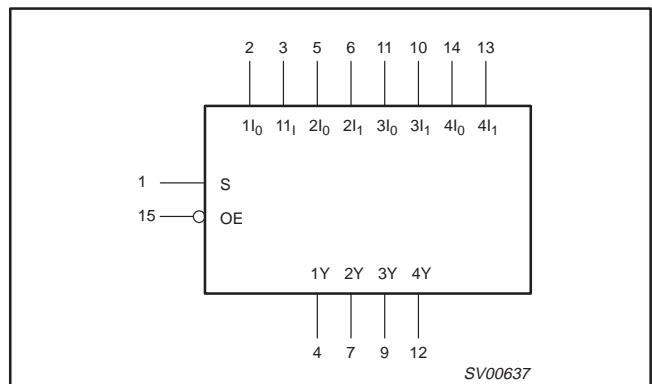 2 3 5 6 11 10 14 13
1I₀ 11₁ 2I₀ 2I₁ 3I₀ 3I₁ 4I₀ 4I₁
1 S
15 OE
1Y 2Y 3Y 4Y
4 7 9 12
SV00637